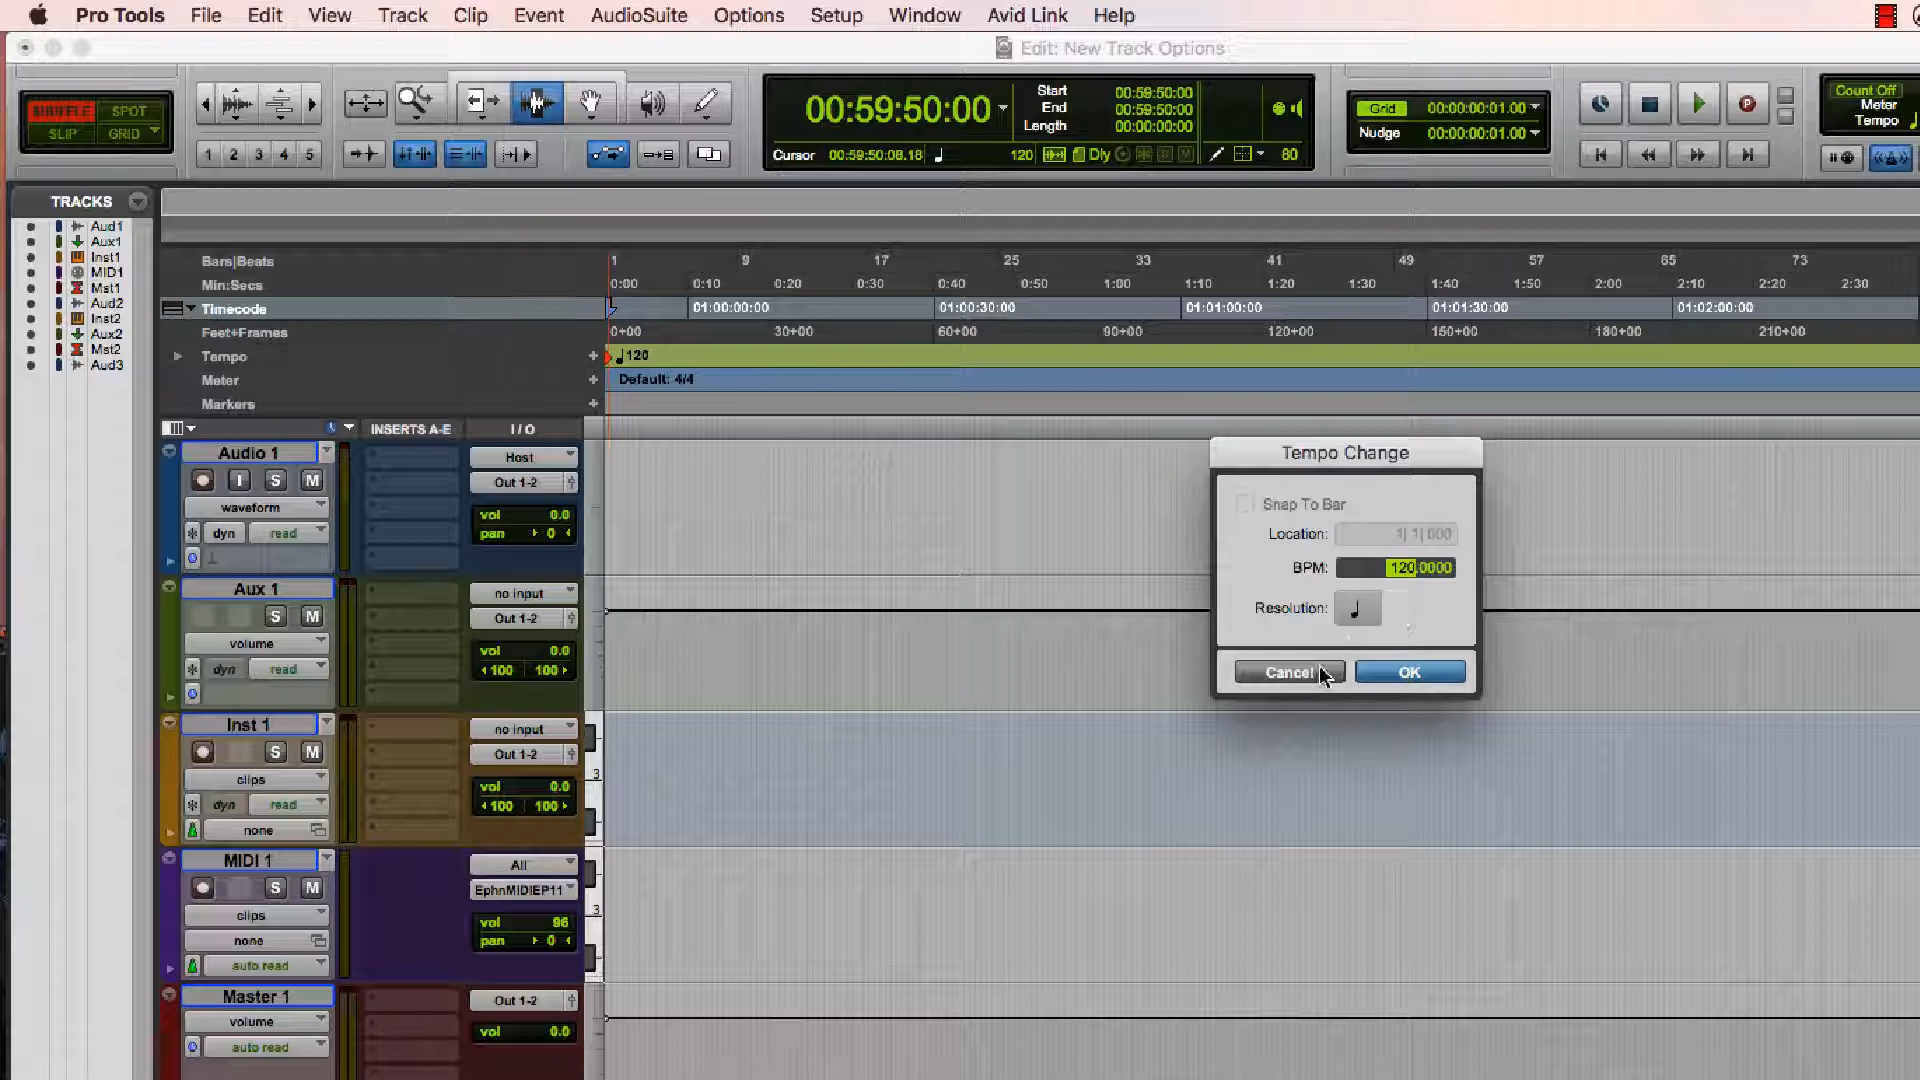 Pro Tools File Edit View Track Clip Event AudioSuite Options Setup Window Avid Link Help
Edit: New Track Options
SHUFFLE SPOT
SLIP GRID
1 2 3 4 5
00:59:50:00
Start 00:59:50:00
End 00:59:50:00
Length 00:00:00:00
Cursor 00:59:50:08.18 120 Dly 80
Grid 00:00:00:01.00
Nudge 00:00:00:01.00
Count Off
Meter
Tempo
TRACKS
Aud1
Aux1
Inst1
MID1
Mst1
Aud2
Inst2
Aux2
Mst2
Aud3
Bars|Beats 1 9 17 25 33 41 49 57 65 73
Min:Secs 0:00 0:10 0:20 0:30 0:40 0:50 1:00 1:10 1:20 1:30 1:40 1:50 2:00 2:10 2:20 2:30
Timecode 01:00:00:00 01:00:30:00 01:01:00:00 01:01:30:00 01:02:00:00
Feet+Frames 0+00 30+00 60+00 90+00 120+00 150+00 180+00 210+00
Tempo 120
Meter Default: 4/4
Markers
INSERTS A-E I / O
Audio 1 Host
I S M Out 1-2
waveform vol 0.0
dyn read pan 0
Aux 1 no input
S M Out 1-2
volume vol 0.0
dyn read 100 100
Inst 1 no input
S M Out 1-2
clips vol 0.0
dyn read 100 100
none
3
MIDI 1 All
S M EphnMIDIEP11
clips vol 96
none pan 0
auto read
3
Master 1 Out 1-2
volume vol 0.0
auto read
Tempo Change
Snap To Bar
Location: 1| 1| 000
BPM: 120.0000
Resolution:
Cancel OK